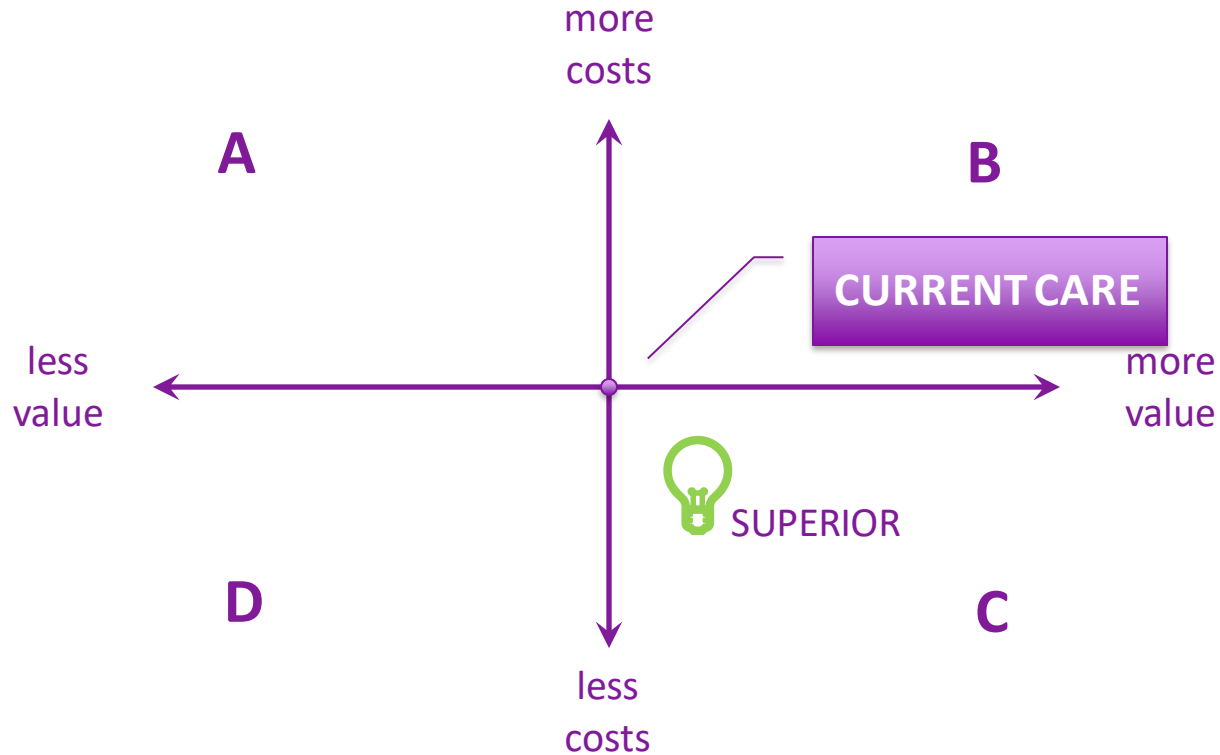 more
costs
A
B
CURRENT CARE
less
value
more
value
SUPERIOR
D
C
less
costs